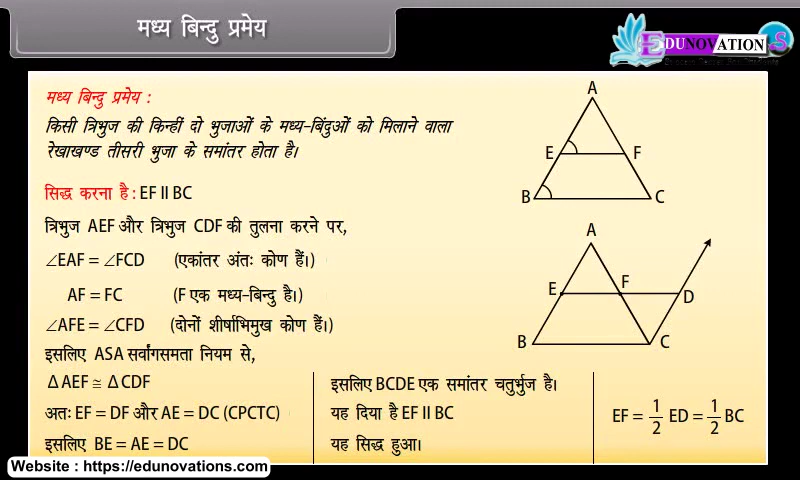 मध्य बिन्दु प्रमेय
EDUNOVATION.S
मध्य बिन्दु प्रमेय :
किसी त्रिभुज की किन्हीं दो भुजाओं के मध्य-बिंदुओं को मिलाने वाला
रेखाखण्ड तीसरी भुजा के समांतर होता है।
सिद्ध करना है : EF II BC
त्रिभुज AEF और त्रिभुज CDF की तुलना करने पर,
∠EAF = ∠FCD (एकांतर अंतः कोण हैं।)
AF = FC (F एक मध्य-बिन्दु है।)
∠AFE = ∠CFD (दोनों शीर्षाभिमुख कोण हैं।)
इसलिए ASA सर्वांगसमता नियम से,
Δ AEF ≅ Δ CDF
अतः EF = DF और AE = DC (CPCTC)
इसलिए BE = AE = DC
इसलिए BCDE एक समांतर चतुर्भुज है।
यह दिया है EF II BC
यह सिद्ध हुआ।
EF = 1/2 ED = 1/2 BC
A
E
F
B
C
A
E
F
D
B
C
Website : https://edunovations.com/